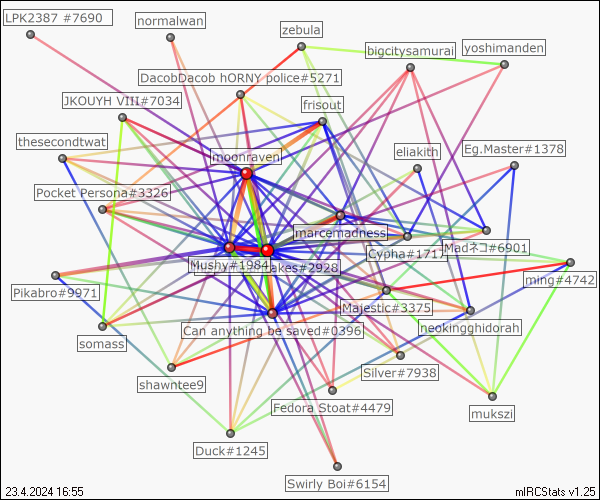 LPK2387 #7690
normalwan
zebula
bigcitysamurai
yoshimanden
DacobDacob hORNY police#5271
JKOUYH VIII#7034
frisout
thesecondtwat
moonraven
eliakith
Eg.Master#1378
Pocket Persona#3326
marcemadness
Mushy#1984
akes#2928
Cypha#1717
Madネコ#6901
Pikabro#9971
Majestic#3375
ming#4742
somass
Can anything be saved#0396
neokingghidorah
shawntee9
Silver#7938
Fedora Stoat#4479
mukszi
Duck#1245
Swirly Boi#6154
23.4.2024 16:55
mIRCStats v1.25